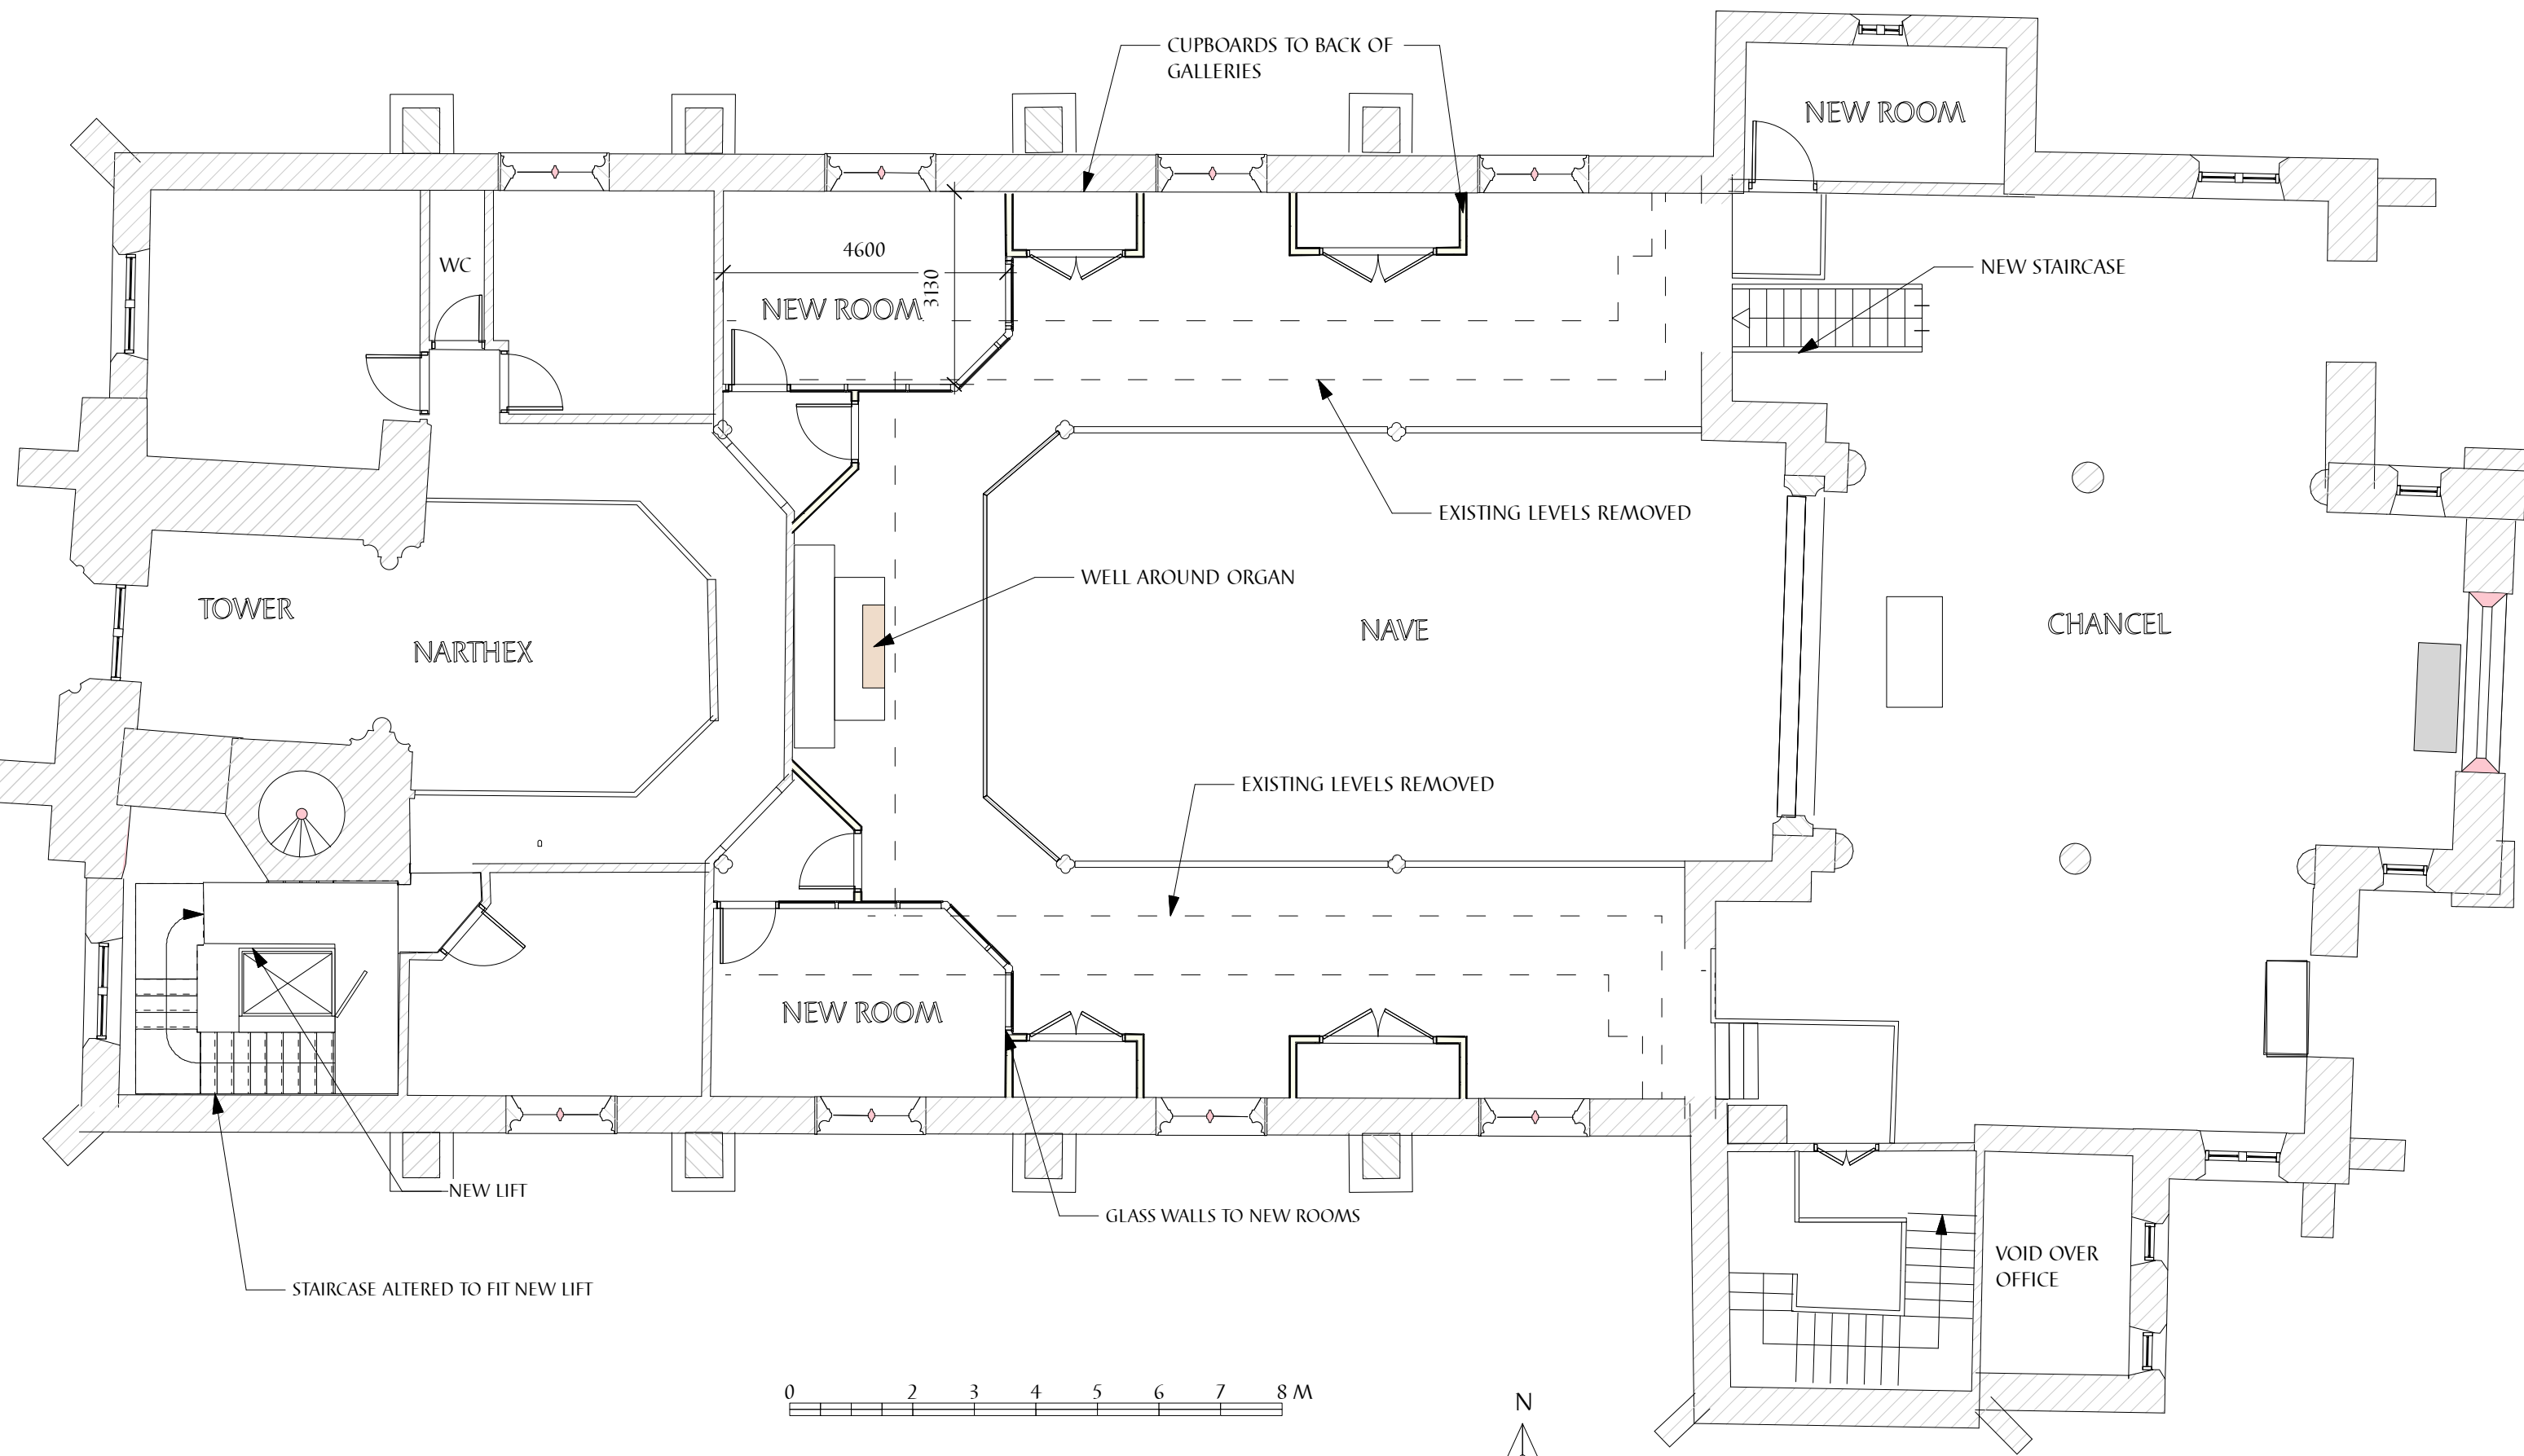 CUPBOARDS TO BACK OF
GALLERIES
NEW ROOM
WC
4600
3130
NEW ROOM
NEW STAIRCASE
EXISTING LEVELS REMOVED
WELL AROUND ORGAN
TOWER
NARTHEX
NAVE
CHANCEL
EXISTING LEVELS REMOVED
NEW ROOM
NEW LIFT
GLASS WALLS TO NEW ROOMS
STAIRCASE ALTERED TO FIT NEW LIFT
VOID OVER
OFFICE
0 2 3 4 5 6 7 8 M
N